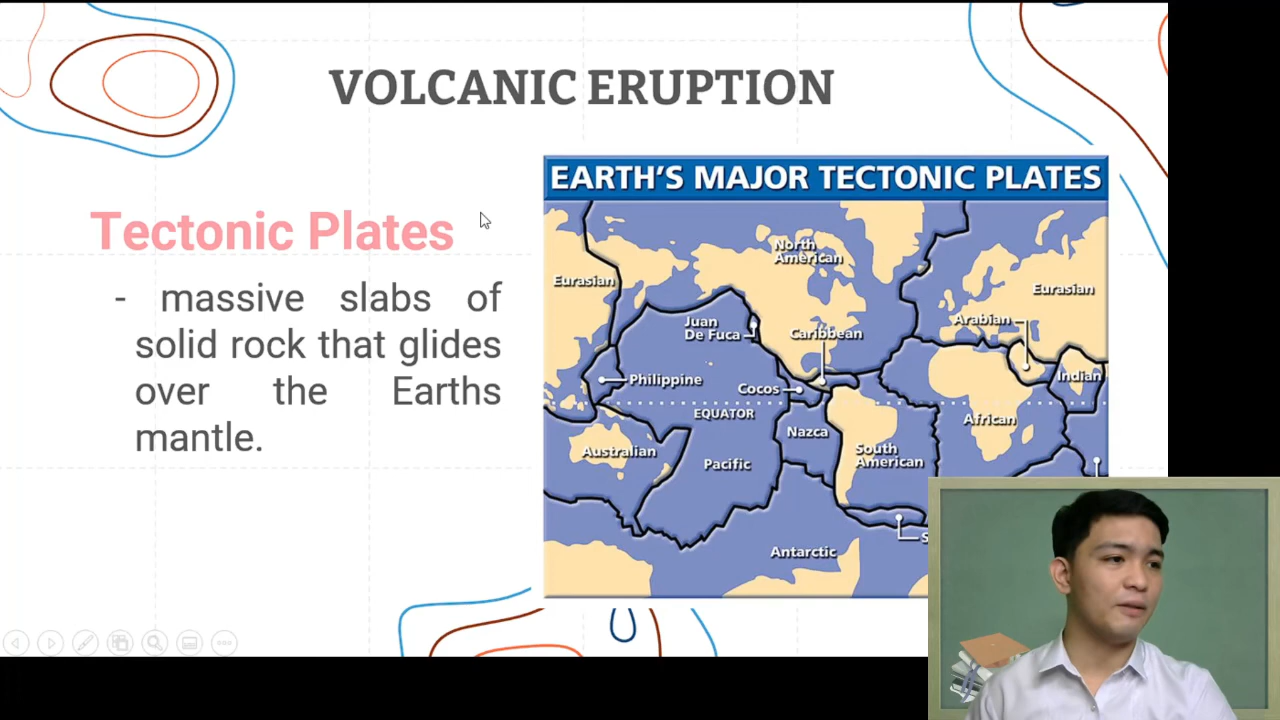 VOLCANIC ERUPTION
EARTH'S MAJOR TECTONIC PLATES
Tectonic Plates
- massive slabs of
solid rock that glides
over the Earths
mantle.
North
American
Eurasian
Eurasian
Juan
De Fuca
Caribbean
Arabian
Philippine
Cocos
Indian
EQUATOR
African
Nazca
Australian
Pacific
South
American
Antarctic